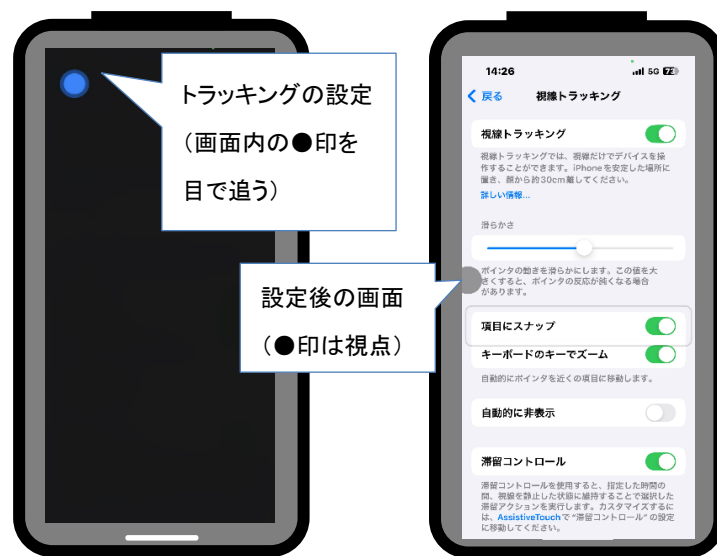 トラッキングの設定
（画面内の●印を
目で追う）
設定後の画面
（●印は視点）
14:26
5G 72
戻る 視線トラッキング
視線トラッキング
視線トラッキングでは、視線だけでデバイスを操
作することができます。iPhoneを安定した場所に
置き、顔から約30cm離してください。
詳しい情報...
滑らかさ
ポインタの動きを滑らかにします。この値を大
きくすると、ポインタの反応が鈍くなる場合
があります。
項目にスナップ
キーボードのキーでズーム
自動的にポインタを近くの項目に移動します。
自動的に非表示
滞留コントロール
滞留コントロールを使用すると、指定した時間の
間、視線を静止した状態に維持することで選択した
滞留アクションを実行します。カスタマイズするに
は、AssistiveTouchで“滞留コントロール”の設定
に移動してください。